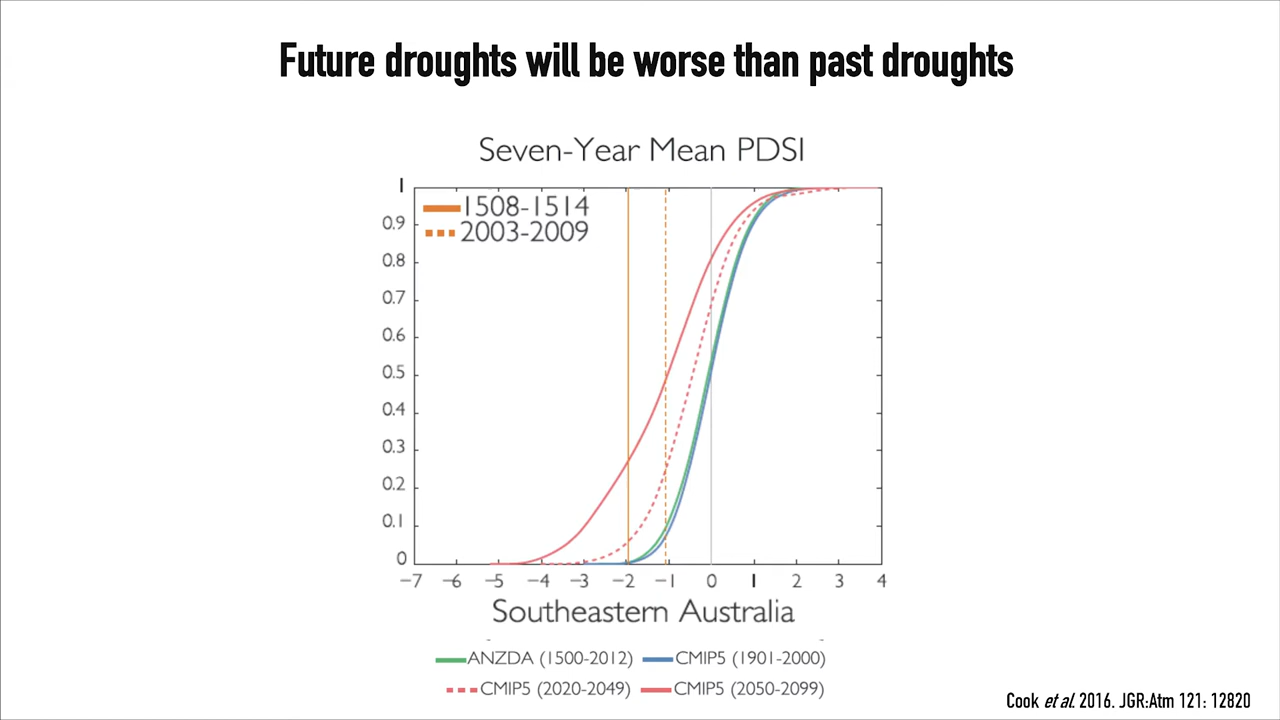 Future droughts will be worse than past droughts
Seven-Year Mean PDSI
1508-1514
2003-2009
1
0.9
0.8
0.7
0.6
0.5
0.4
0.3
0.2
0.1
0
−7 −6 −5 −4 −3 −2 −1 0 1 2 3 4
Southeastern Australia
ANZDA (1500-2012) CMIP5 (1901-2000)
CMIP5 (2020-2049) CMIP5 (2050-2099)
Cook et al. 2016. JGR:Atm 121: 12820